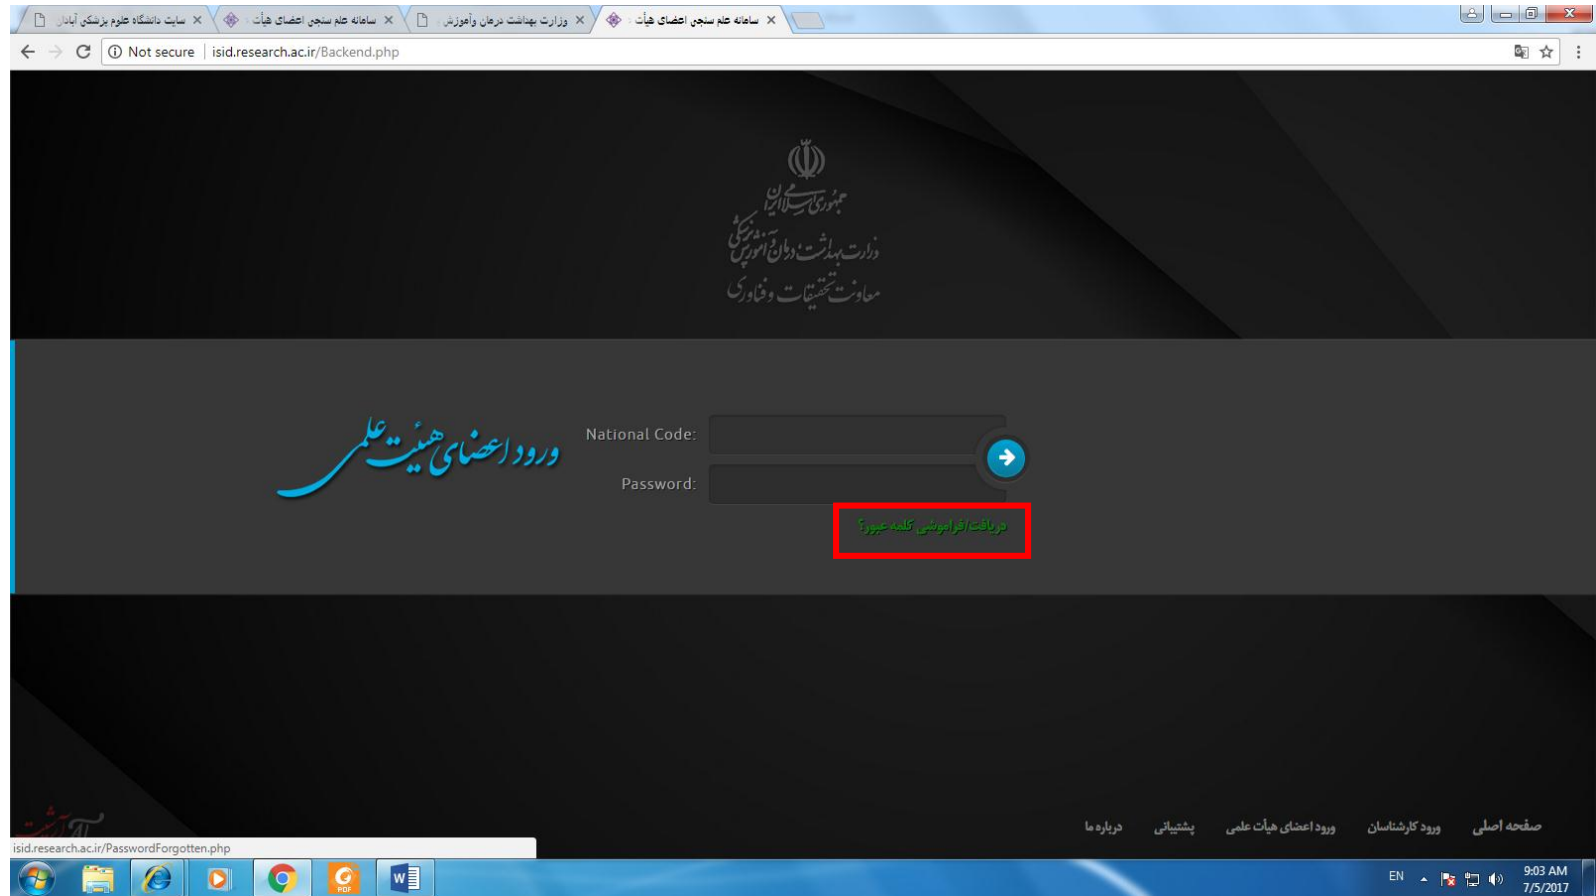 سایت دانشگاه علوم پزشکی آبادان
سامانه علم سنجی اعضای هیأت
وزارت بهداشت درمان وآموزش
سامانه علم سنجی اعضای هیأت
Not secure | isid.research.ac.ir/Backend.php
جمهوری اسلامی ایران
وزارت بهداشت، درمان و آموزش پزشکی
معاونت تحقیقات و فناوری
ورود اعضای هیئت علمی
National Code:
Password:
دریافت/فراموشی کلمه عبور؟
صفحه اصلی
ورود کارشناسان
ورود اعضای هیأت علمی
پشتیبانی
درباره ما
isid.research.ac.ir/PasswordForgotten.php
PDF
W
EN
9:03 AM
7/5/2017